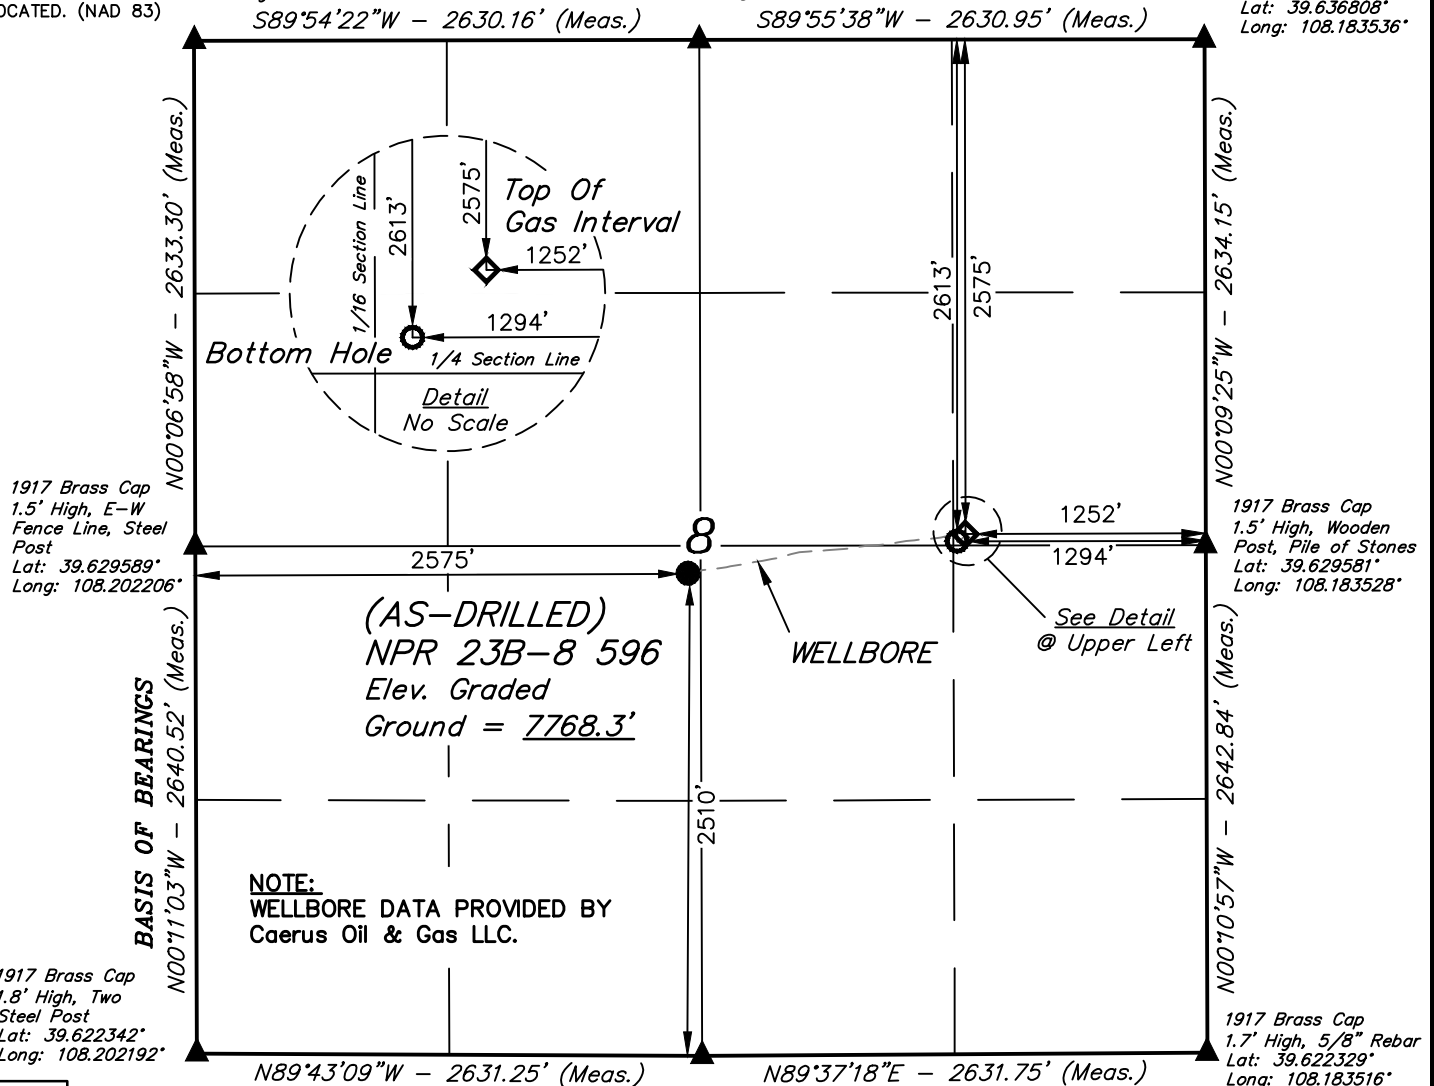 OCATED. (NAD 83)
S89°54'22"W - 2630.16' (Meas.)
S89°55'38"W - 2630.95' (Meas.)
Lat: 39.636808°
Long: 108.183536°
N00°06'58"W - 2633.30' (Meas.)
1/16 Section Line
2613'
2575'
Top Of
Gas Interval
1252'
1294'
Bottom Hole
1/4 Section Line
Detail
No Scale
2613'
2575'
N00°09'25"W - 2634.15' (Meas.)
1917 Brass Cap
1.5' High, E-W
Fence Line, Steel
Post
Lat: 39.629589°
Long: 108.202206°
8
2575'
1252'
1294'
1917 Brass Cap
1.5' High, Wooden
Post, Pile of Stones
Lat: 39.629581°
Long: 108.183528°
(AS-DRILLED)
NPR 23B-8 596
Elev. Graded
Ground = 7768.3'
WELLBORE
See Detail
@ Upper Left
BASIS OF BEARINGS
N00°11'03"W - 2640.52' (Meas.)
2510'
N00°10'57"W - 2642.84' (Meas.)
NOTE:
WELLBORE DATA PROVIDED BY
Caerus Oil & Gas LLC.
1917 Brass Cap
1.8' High, Two
Steel Post
Lat: 39.622342°
Long: 108.202192°
N89°43'09"W - 2631.25' (Meas.)
N89°37'18"E - 2631.75' (Meas.)
1917 Brass Cap
1.7' High, 5/8" Rebar
Lat: 39.622329°
Long: 108.183516°